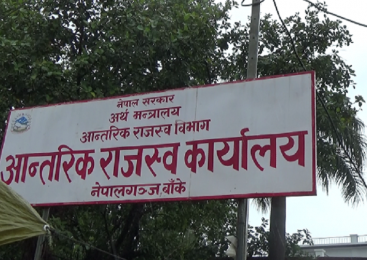 नेपाल सरकार
अर्थ मन्त्रालय
आन्तरिक राजस्व विभाग
आन्तरिक राजस्व कार्यालय
नेपालगञ्ज,बाँके